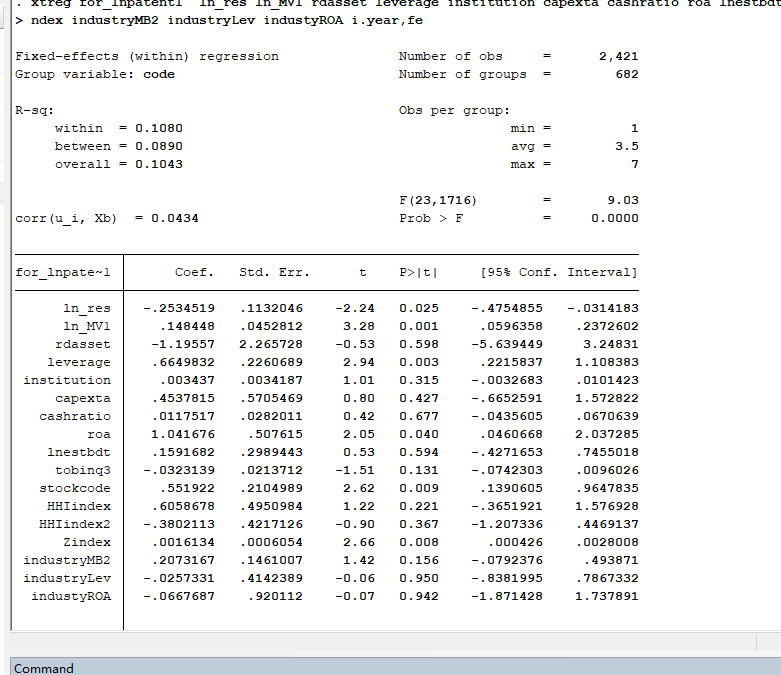 . xtreg for_lnpatent1 ln_res ln_MV1 rdasset leverage institution capexta cashratio roa lnestbdt
> ndex industryMB2 industryLev industyROA i.year,fe
Fixed-effects (within) regression Number of obs = 2,421
Group variable: code Number of groups = 682
R-sq: Obs per group:
within = 0.1080 min = 1
between = 0.0890 avg = 3.5
overall = 0.1043 max = 7
F(23,1716) = 9.03
corr(u_i, Xb) = 0.0434 Prob > F = 0.0000
for_lnpate~1 Coef. Std. Err. t P>|t| [95% Conf. Interval]
ln_res -.2534519 .1132046 -2.24 0.025 -.4754855 -.0314183
ln_MV1 .148448 .0452812 3.28 0.001 .0596358 .2372602
rdasset -1.19557 2.265728 -0.53 0.598 -5.639449 3.24831
leverage .6649832 .2260689 2.94 0.003 .2215837 1.108383
institution .003437 .0034187 1.01 0.315 -.0032683 .0101423
capexta .4537815 .5705469 0.80 0.427 -.6652591 1.572822
cashratio .0117517 .0282011 0.42 0.677 -.0435605 .0670639
roa 1.041676 .507615 2.05 0.040 .0460668 2.037285
lnestbdt .1591682 .2989443 0.53 0.594 -.4271653 .7455018
tobinq3 -.0323139 .0213712 -1.51 0.131 -.0742303 .0096026
stockcode .551922 .2104989 2.62 0.009 .1390605 .9647835
HHIindex .6058678 .4950984 1.22 0.221 -.3651921 1.576928
HHIindex2 -.3802113 .4217126 -0.90 0.367 -1.207336 .4469137
Zindex .0016134 .0006054 2.66 0.008 .000426 .0028008
industryMB2 .2073167 .1461007 1.42 0.156 -.0792376 .493871
industryLev -.0257331 .4142389 -0.06 0.950 -.8381995 .7867332
industyROA -.0667687 .920112 -0.07 0.942 -1.871428 1.737891
Command